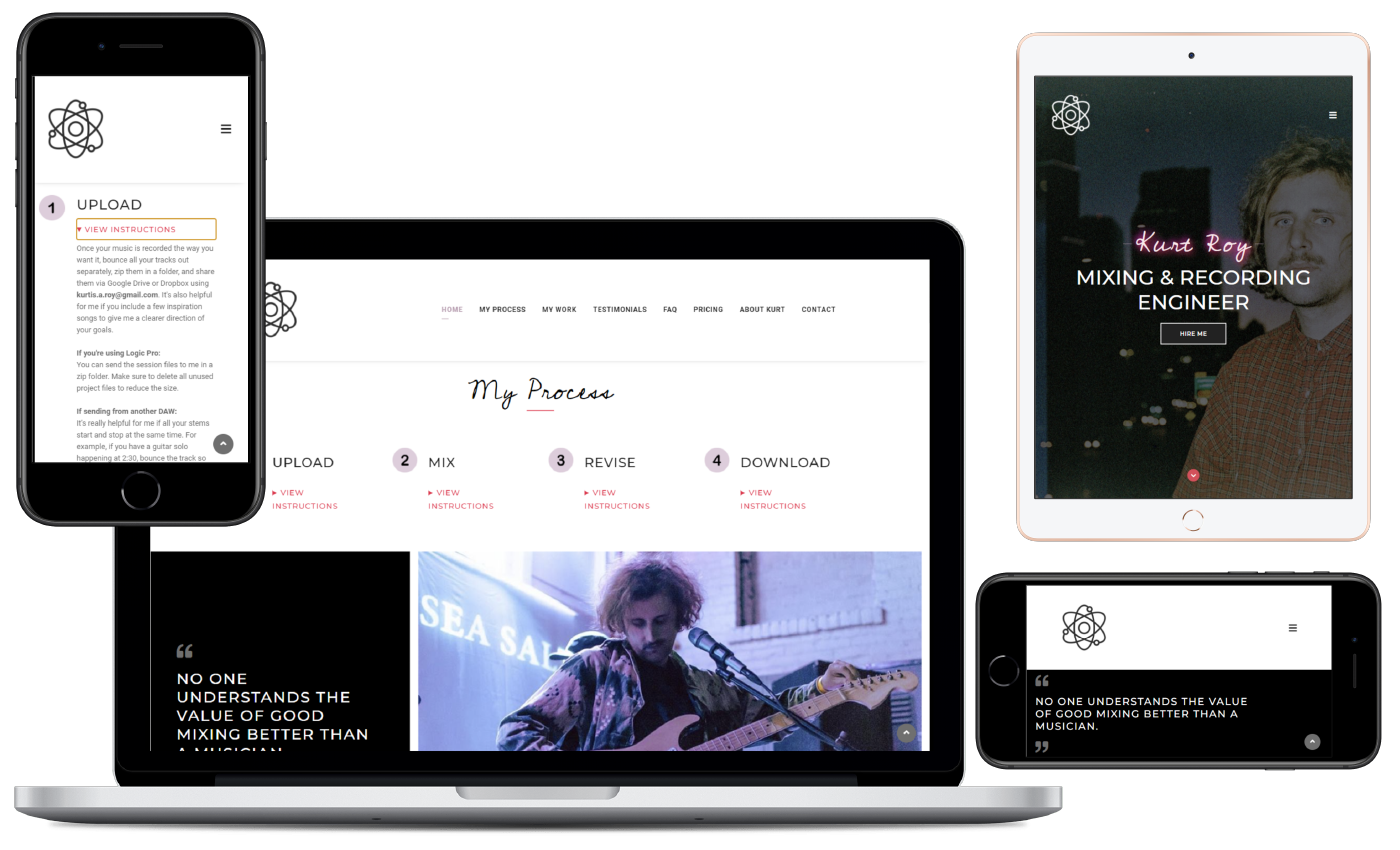 1
UPLOAD
▾ VIEW INSTRUCTIONS
Once your music is recorded the way you
want it, bounce all your tracks out
separately, zip them in a folder, and share
them via Google Drive or Dropbox using
kurtis.a.roy@gmail.com. It's also helpful
for me if you include a few inspiration
songs to give me a clearer direction of
your goals.
If you're using Logic Pro:
You can send the session files to me in a
zip folder. Make sure to delete all unused
project files to reduce the size.
If sending from another DAW:
It's really helpful for me if all your stems
start and stop at the same time. For
example, if you have a guitar solo
happening at 2:30, bounce the track so
HOME MY PROCESS MY WORK TESTIMONIALS FAQ PRICING ABOUT KURT CONTACT
My Process
UPLOAD
▸ VIEW
INSTRUCTIONS
2 MIX
▸ VIEW
INSTRUCTIONS
3 REVISE
▸ VIEW
INSTRUCTIONS
4 DOWNLOAD
▸ VIEW
INSTRUCTIONS
“
NO ONE
UNDERSTANDS THE
VALUE OF GOOD
MIXING BETTER THAN
A MUSICIAN
SEA SAL
Kurt Roy
MIXING & RECORDING
ENGINEER
HIRE ME
“
NO ONE UNDERSTANDS THE VALUE
OF GOOD MIXING BETTER THAN A
MUSICIAN.
”